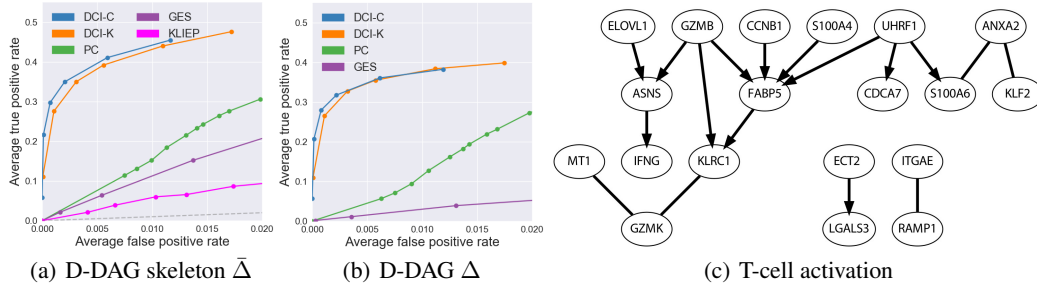 DCI-C
DCI-K
PC
GES
KLIEP
Average true positive rate
0.5
0.4
0.3
0.2
0.1
0.0
0.000 0.005 0.010 0.015 0.020
Average false positive rate
(a) D-DAG skeleton Δ̄
DCI-C
DCI-K
PC
GES
Average true positive rate
0.5
0.4
0.3
0.2
0.1
0.0
0.000 0.005 0.010 0.015 0.020
Average false positive rate
(b) D-DAG Δ
ELOVL1 GZMB CCNB1 S100A4 UHRF1 ANXA2
ASNS FABP5 CDCA7 S100A6 KLF2
MT1 IFNG KLRC1 ECT2 ITGAE
GZMK LGALS3 RAMP1
(c) T-cell activation